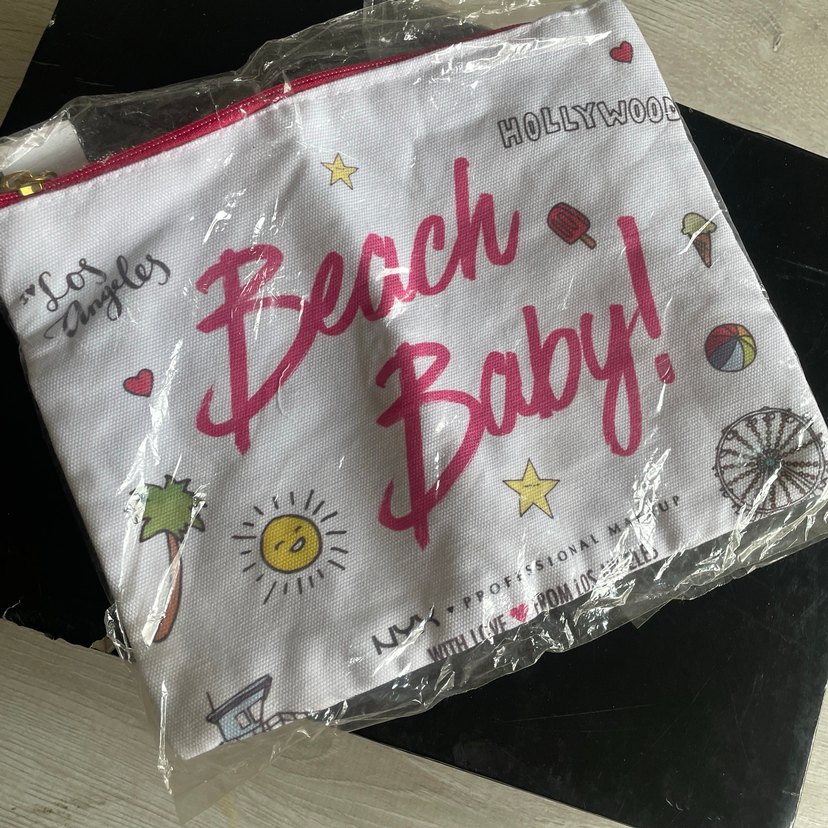 HOLLYWOOD
I ♥ Los
Angeles
Beach
Baby!
NYX ♥ PROFESSIONAL MAKEUP
WITH LOVE ♥ FROM LOS ANGELES